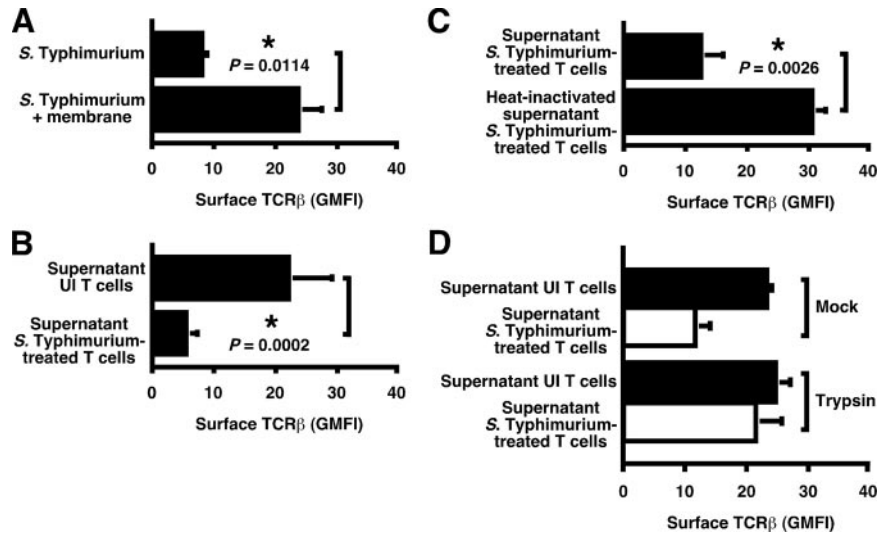 A
S. Typhimurium
*
P = 0.0114
S. Typhimurium
+ membrane
0 10 20 30 40
Surface TCRβ (GMFI)
B
Supernatant
UI T cells
Supernatant
S. Typhimurium-
treated T cells
*
P = 0.0002
0 10 20 30 40
Surface TCRβ (GMFI)
C
Supernatant
S. Typhimurium-
treated T cells
*
P = 0.0026
Heat-inactivated
supernatant
S. Typhimurium-
treated T cells
0 10 20 30 40
Surface TCRβ (GMFI)
D
Supernatant UI T cells
Supernatant
S. Typhimurium-
treated T cells
Mock
Supernatant UI T cells
Supernatant
S. Typhimurium-
treated T cells
Trypsin
0 10 20 30 40
Surface TCRβ (GMFI)